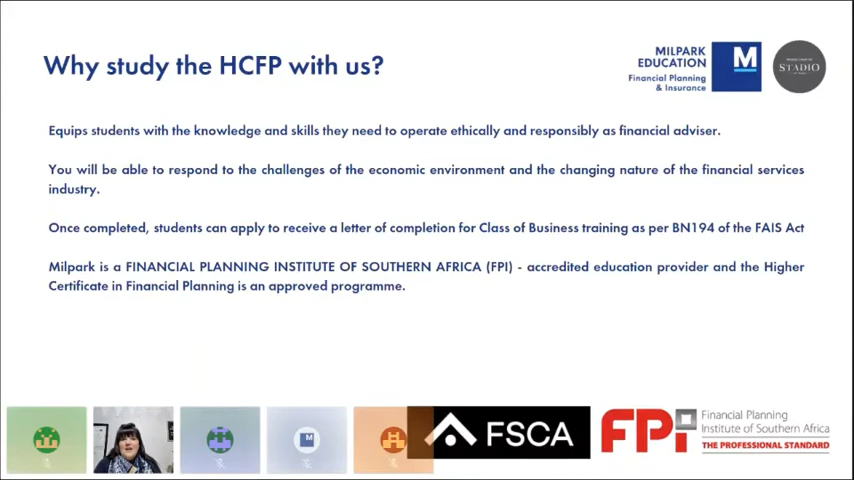 Why study the HCFP with us?
MILPARK
EDUCATION
Financial Planning
& Insurance
M
STADIO
Equips students with the knowledge and skills they need to operate ethically and responsibly as financial adviser.
You will be able to respond to the challenges of the economic environment and the changing nature of the financial services
industry.
Once completed, students can apply to receive a letter of completion for Class of Business training as per BN194 of the FAIS Act
Milpark is a FINANCIAL PLANNING INSTITUTE OF SOUTHERN AFRICA (FPI) - accredited education provider and the Higher
Certificate in Financial Planning is an approved programme.
M
FSCA
FPi
Financial Planning
Institute of Southern Africa
THE PROFESSIONAL STANDARD